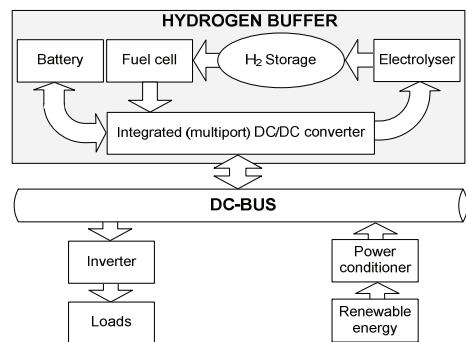 HYDROGEN BUFFER
Battery
Fuel cell
H₂ Storage
Electrolyser
Integrated (multiport) DC/DC converter
DC-BUS
Inverter
Power
conditioner
Loads
Renewable
energy